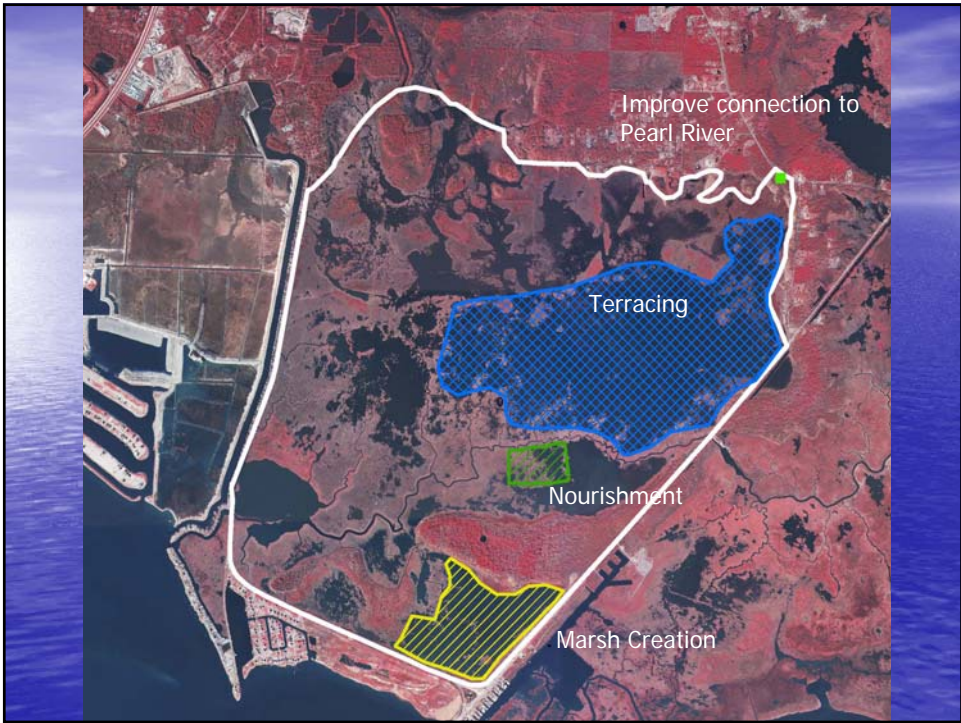 Improve connection to
Pearl River
Terracing
Nourishment
Marsh Creation